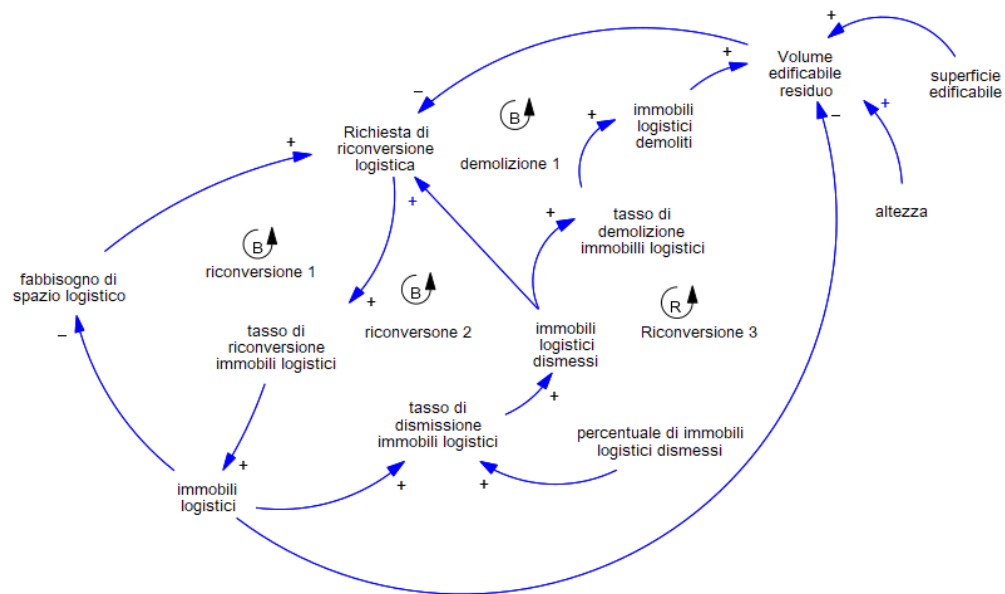 +
Volume
edificabile
residuo
superficie
edificabile
+
+
–
–
immobili
logistici
demoliti
+
B
demolizione 1
Richiesta di
riconversione
logistica
+
+
altezza
tasso di
demolizione
immobilli logistici
+
B
riconversione 1
fabbisogno di
spazio logistico
–
B
riconversone 2
+
R
Riconversione 3
immobili
logistici
dismessi
+
tasso di
riconversione
immobili logistici
tasso di
dismissione
immobili logistici
percentuale di immobili
logistici dismessi
+
+
+
immobili
logistici